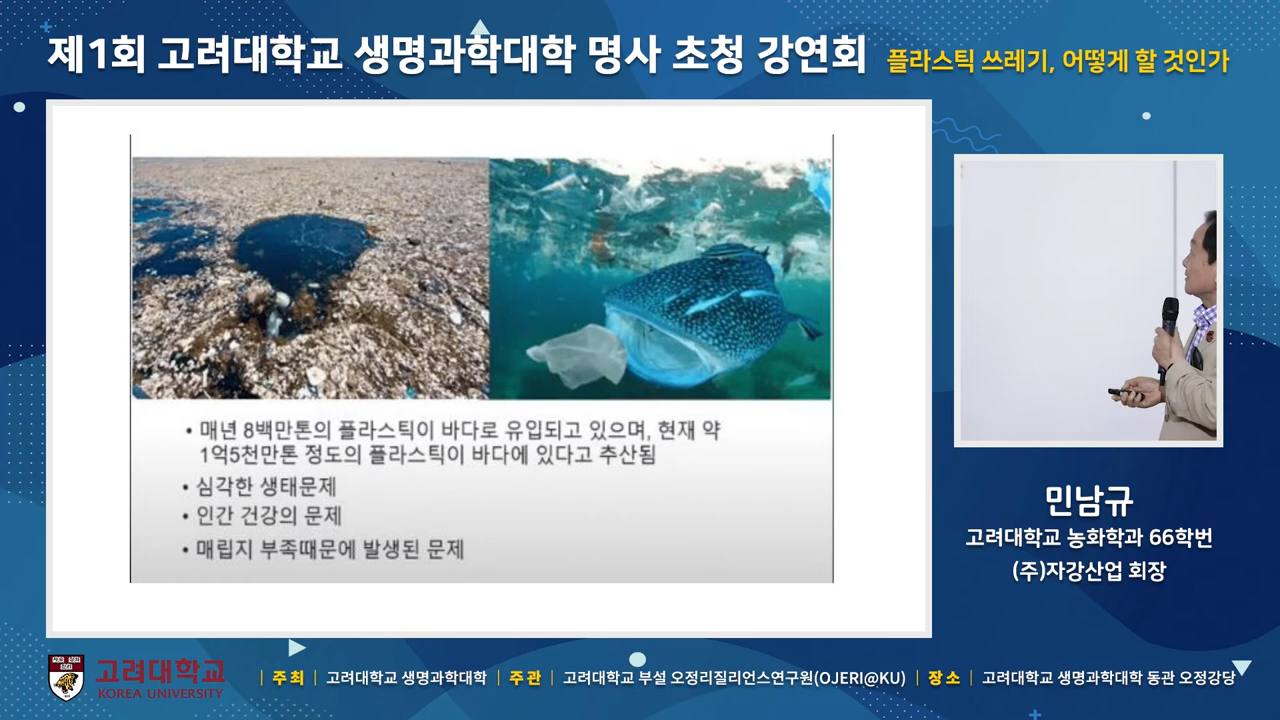 제1회 고려대학교 생명과학대학 명사 초청 강연회 플라스틱 쓰레기, 어떻게 할 것인가
• 매년 8백만톤의 플라스틱이 바다로 유입되고 있으며, 현재 약
1억5천만톤 정도의 플라스틱이 바다에 있다고 추산됨
• 심각한 생태문제
• 인간 건강의 문제
• 매립지 부족때문에 발생된 문제
민남규
고려대학교 농화학과 66학번
(주)자강산업 회장
고려대학교
KOREA UNIVERSITY
| 주최 | 고려대학교 생명과학대학 | 주관 | 고려대학교 부설 오정리질리언스연구원(OJERI@KU) | 장소 | 고려대학교 생명과학대학 동관 오정강당